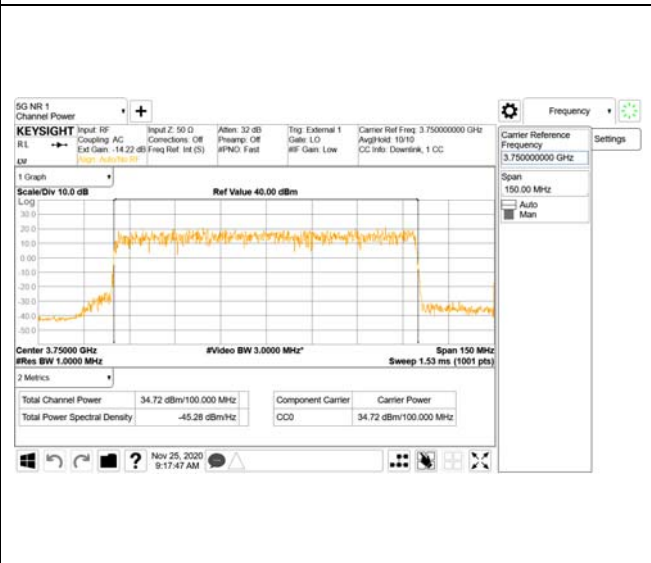 5G NR 1
Channel Power
Frequency
KEYSIGHT
RL
Input: RF
Coupling: AC
Ext Gain: -14.22 dB
Align: Auto/No RF
Input Z: 50 Ω
Corrections: Off
Freq Ref: Int (S)
Atten: 32 dB
Preamp: Off
#PNO: Fast
Trig: External 1
Gate: LO
#IF Gain: Low
Carrier Ref Freq: 3.750000000 GHz
Avg|Hold: 10/10
CC Info: Downlink, 1 CC
Carrier Reference
Frequency
3.750000000 GHz
Settings
Span
150.00 MHz
Auto
Man
1 Graph
Scale/Div 10.0 dB
Ref Value 40.00 dBm
Log
30.0
20.0
10.0
0.00
-10.0
-20.0
-30.0
-40.0
-50.0
Center 3.75000 GHz
#Video BW 3.0000 MHz*
Span 150 MHz
#Res BW 1.0000 MHz
Sweep 1.53 ms (1001 pts)
2 Metrics
Total Channel Power
34.72 dBm/100.000 MHz
Total Power Spectral Density
-45.28 dBm/Hz
Component Carrier
Carrier Power
CC0
34.72 dBm/100.000 MHz
?
Nov 25, 2020
9:17:47 AM